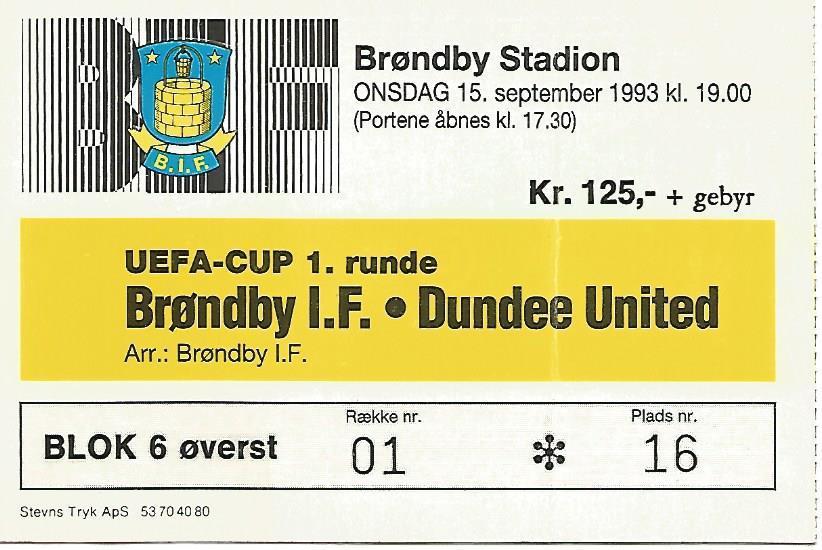 B.I.F.
Brøndby Stadion
ONSDAG 15. september 1993 kl. 19.00
(Portene åbnes kl. 17.30)
Kr. 125,- + gebyr
UEFA-CUP 1. runde
Brøndby I.F. • Dundee United
Arr.: Brøndby I.F.
Række nr.
Plads nr.
BLOK 6 øverst 01 * 16
Stevns Tryk ApS 53 70 40 80